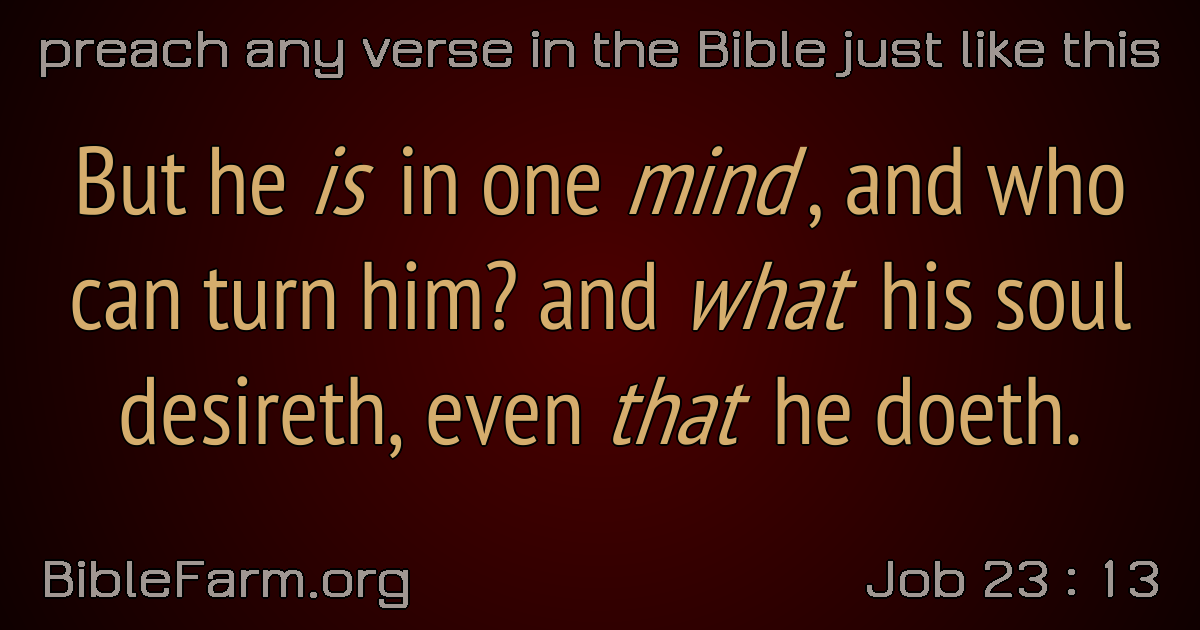 preach any verse in the Bible just like this
But he is in one mind, and who
can turn him? and what his soul
desireth, even that he doeth.
BibleFarm.org
Job 23 : 13